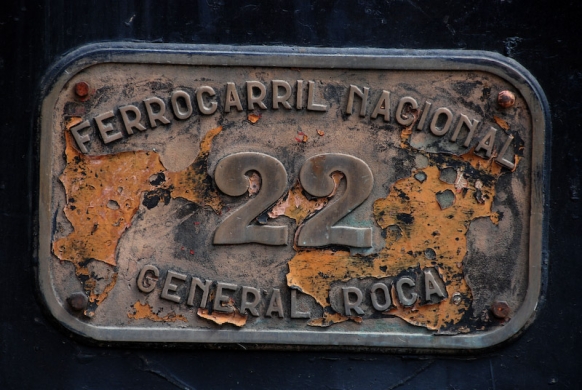 FERROCARRIL NACIONAL
22
GENERAL ROCA